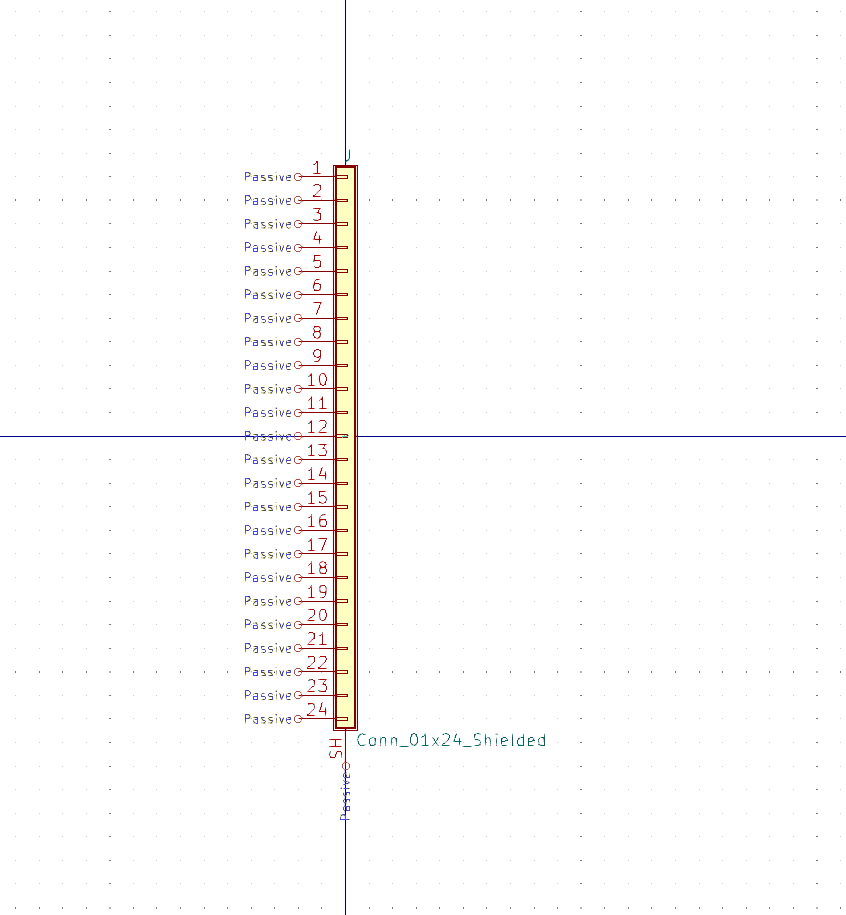 J
Passive 1
Passive 2
Passive 3
Passive 4
Passive 5
Passive 6
Passive 7
Passive 8
Passive 9
Passive 10
Passive 11
Passive 12
Passive 13
Passive 14
Passive 15
Passive 16
Passive 17
Passive 18
Passive 19
Passive 20
Passive 21
Passive 22
Passive 23
Passive 24
SH
Conn_01x24_Shielded
Passive